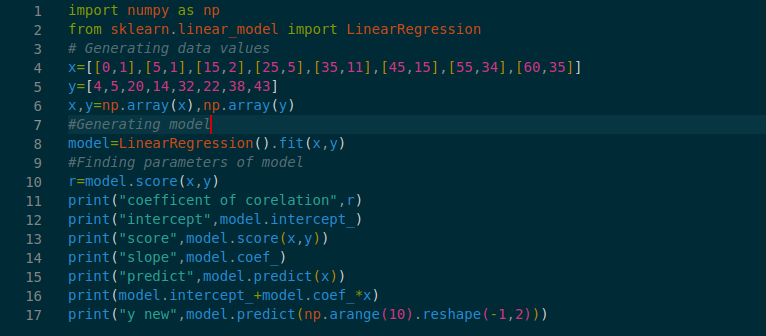 1 import numpy as np
2 from sklearn.linear_model import LinearRegression
3 # Generating data values
4 x=[[0,1],[5,1],[15,2],[25,5],[35,11],[45,15],[55,34],[60,35]]
5 y=[4,5,20,14,32,22,38,43]
6 x,y=np.array(x),np.array(y)
7 #Generating model
8 model=LinearRegression().fit(x,y)
9 #Finding parameters of model
10 r=model.score(x,y)
11 print("coefficent of corelation",r)
12 print("intercept",model.intercept_)
13 print("score",model.score(x,y))
14 print("slope",model.coef_)
15 print("predict",model.predict(x))
16 print(model.intercept_+model.coef_*x)
17 print("y new",model.predict(np.arange(10).reshape(-1,2)))